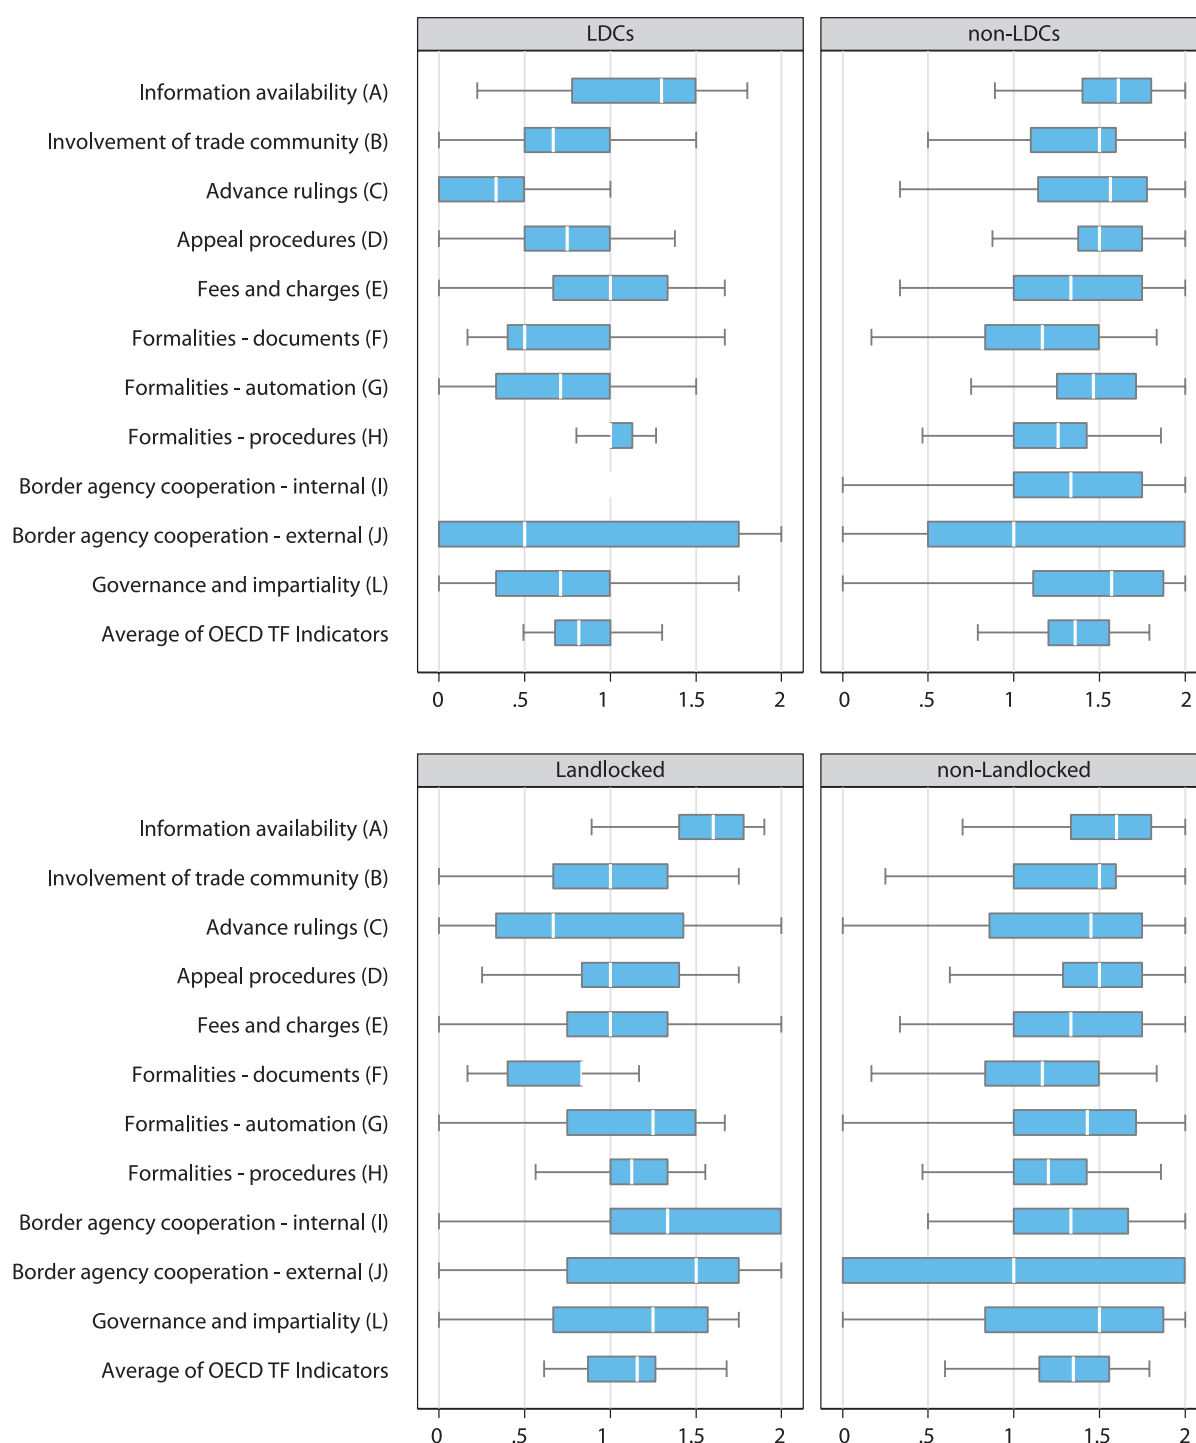 LDCs non-LDCs
Information availability (A)
Involvement of trade community (B)
Advance rulings (C)
Appeal procedures (D)
Fees and charges (E)
Formalities - documents (F)
Formalities - automation (G)
Formalities - procedures (H)
Border agency cooperation - internal (I)
Border agency cooperation - external (J)
Governance and impartiality (L)
Average of OECD TF Indicators
0 .5 1 1.5 2 0 .5 1 1.5 2
Landlocked non-Landlocked
Information availability (A)
Involvement of trade community (B)
Advance rulings (C)
Appeal procedures (D)
Fees and charges (E)
Formalities - documents (F)
Formalities - automation (G)
Formalities - procedures (H)
Border agency cooperation - internal (I)
Border agency cooperation - external (J)
Governance and impartiality (L)
Average of OECD TF Indicators
0 .5 1 1.5 2 0 .5 1 1.5 2